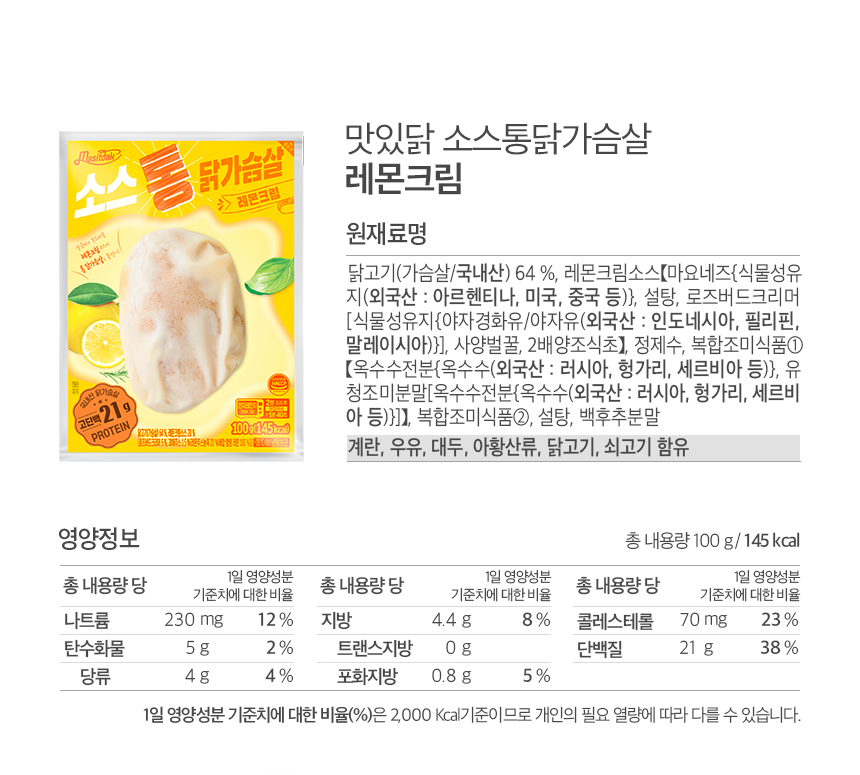 맛있닭 소스통닭가슴살
레몬크림
Masitdak
소스 통 닭가슴살
레몬크림
국내산 닭가슴살
고단백 21g
PROTEIN
HACCP
100g(145kcal)
원재료명
닭고기(가슴살/국내산) 64 %, 레몬크림소스【마요네즈{식물성유
지(외국산 : 아르헨티나, 미국, 중국 등)}, 설탕, 로즈버드크리머
[식물성유지{야자경화유/야자유(외국산 : 인도네시아, 필리핀,
말레이시아)}], 사양벌꿀, 2배양조식초】, 정제수, 복합조미식품①
【옥수수전분{옥수수(외국산 : 러시아, 헝가리, 세르비아 등)}, 유
청조미분말[옥수수전분{옥수수(외국산 : 러시아, 헝가리, 세르비
아 등)}]】, 복합조미식품②, 설탕, 백후추분말
계란, 우유, 대두, 아황산류, 닭고기, 쇠고기 함유
영양정보
총 내용량 100 g / 145 kcal
총 내용량 당 1일 영양성분 기준치에 대한 비율
나트륨 230 mg 12 %
탄수화물 5 g 2 %
당류 4 g 4 %
총 내용량 당 1일 영양성분 기준치에 대한 비율
지방 4.4 g 8 %
트랜스지방 0 g
포화지방 0.8 g 5 %
총 내용량 당 1일 영양성분 기준치에 대한 비율
콜레스테롤 70 mg 23 %
단백질 21 g 38 %
1일 영양성분 기준치에 대한 비율(%)은 2,000 Kcal기준이므로 개인의 필요 열량에 따라 다를 수 있습니다.